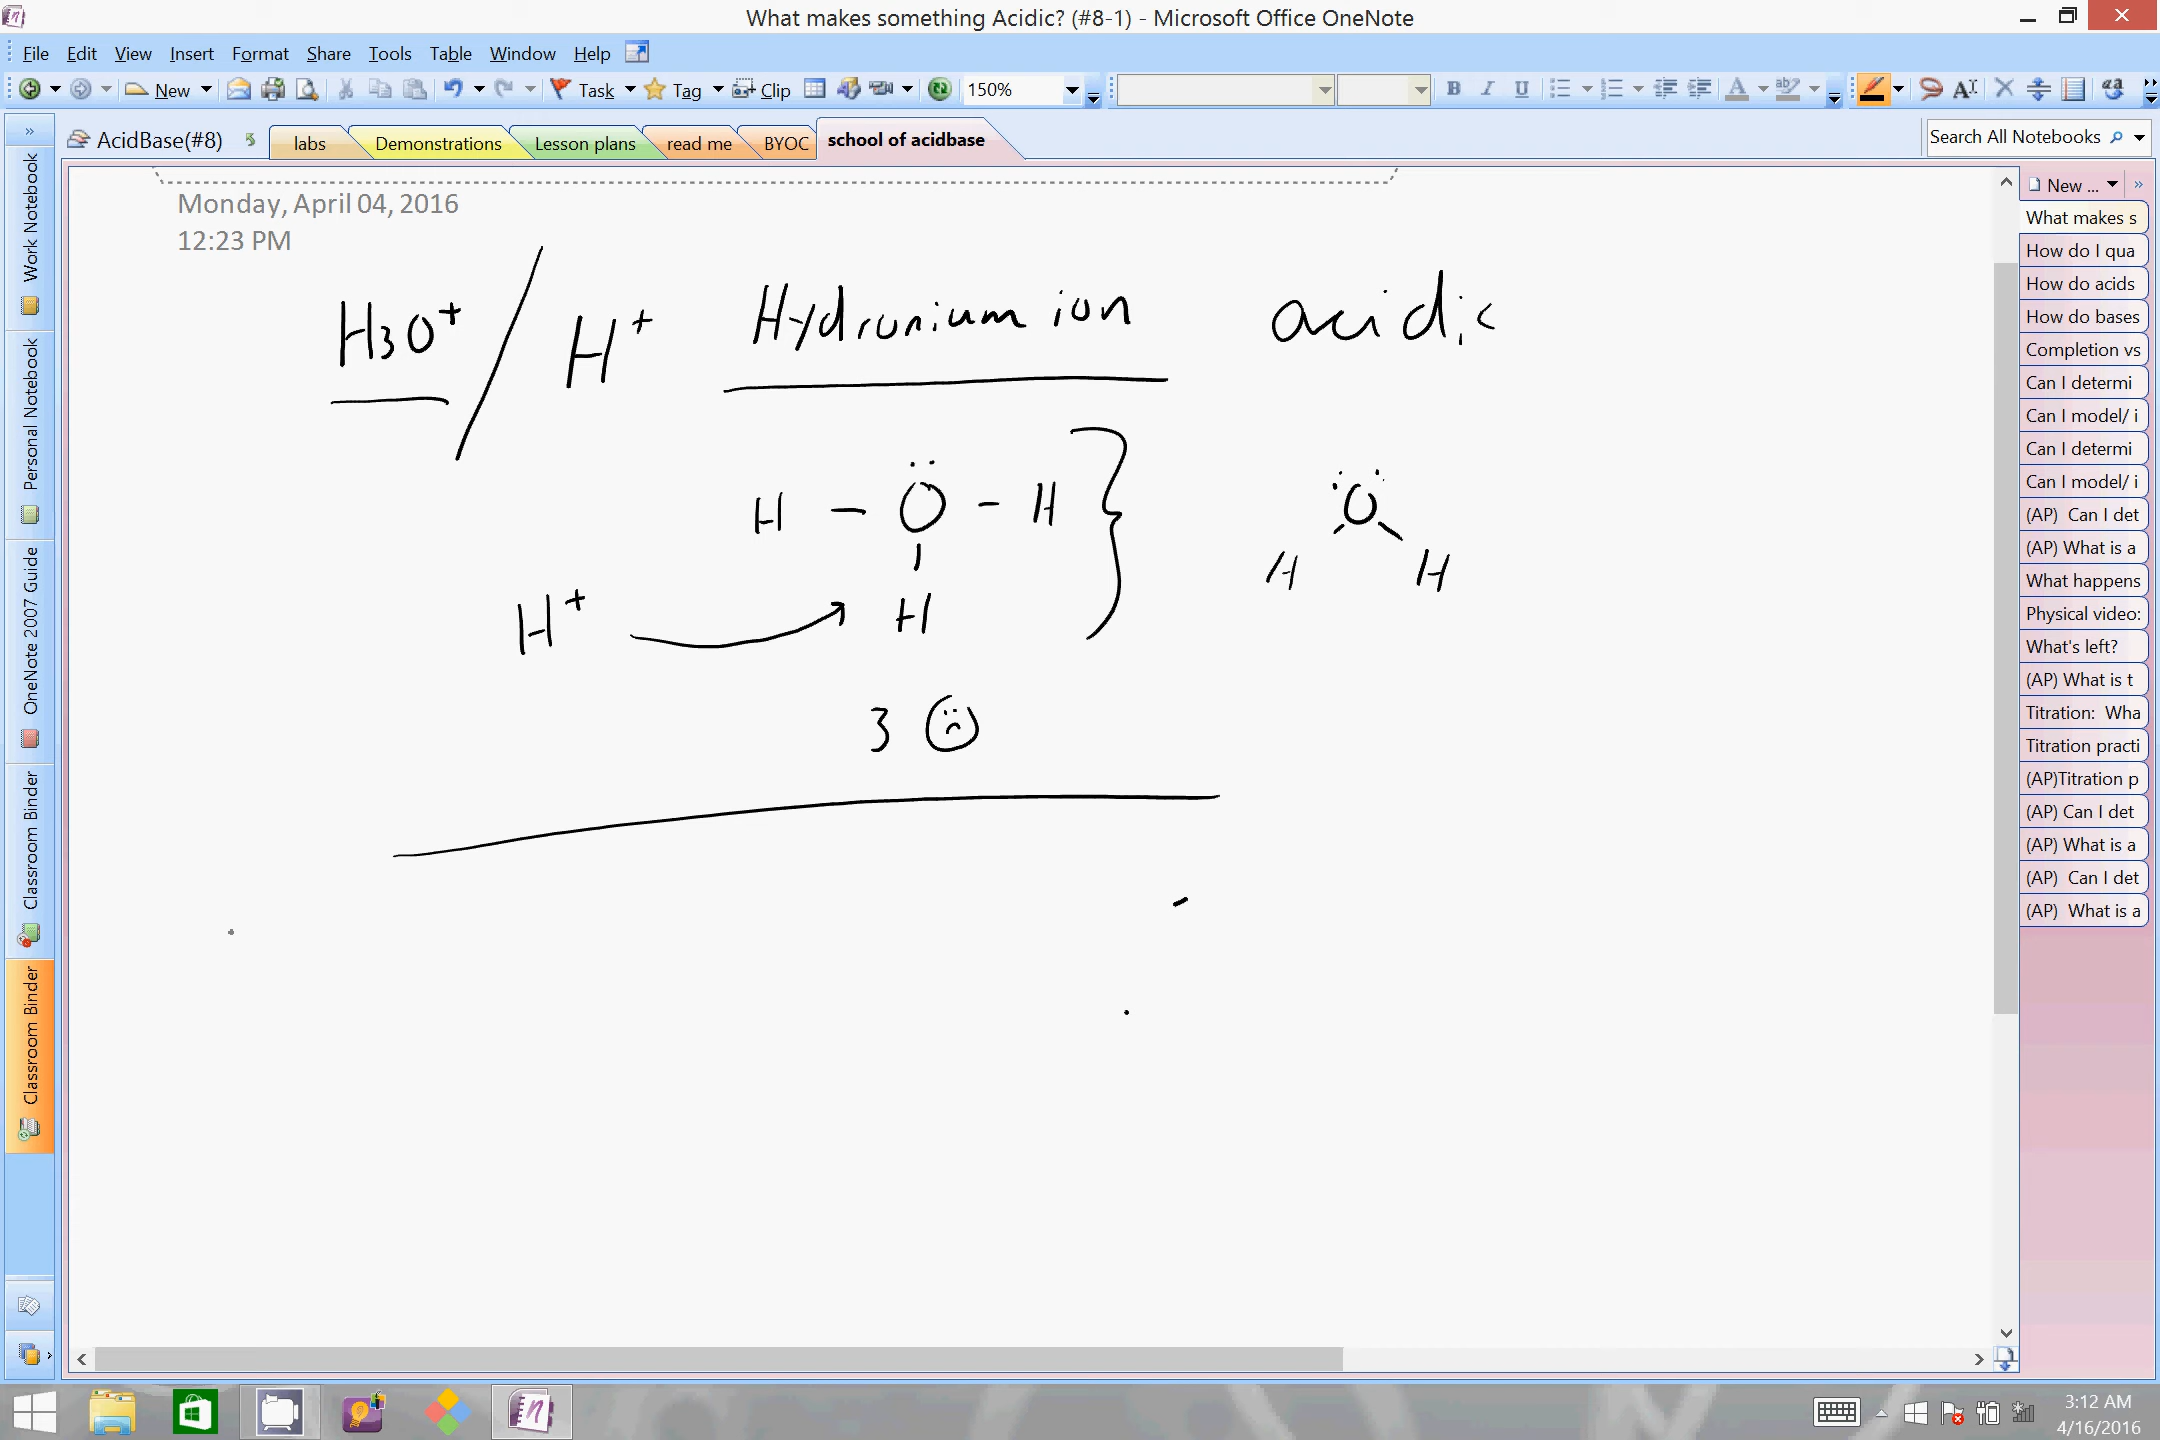 What makes something Acidic? (#8-1) - Microsoft Office OneNote
File Edit View Insert Format Share Tools Table Window Help
New Task Tag Clip 150% B I U
AcidBase(#8) labs Demonstrations Lesson plans read me BYOC school of acidbase Search All Notebooks
Work Notebook
Personal Notebook
OneNote 2007 Guide
Classroom Binder
Classroom Binder
Monday, April 04, 2016
12:23 PM
H3O+ / H+ Hydronium ion acidic
H - O - H
H
H+
O
H H
3
New ...
What makes s
How do I qua
How do acids
How do bases
Completion vs
Can I determi
Can I model/ i
Can I determi
Can I model/ i
(AP) Can I det
(AP) What is a
What happens
Physical video:
What's left?
(AP) What is t
Titration: Wha
Titration practi
(AP)Titration p
(AP) Can I det
(AP) What is a
(AP) Can I det
(AP) What is a
3:12 AM
4/16/2016